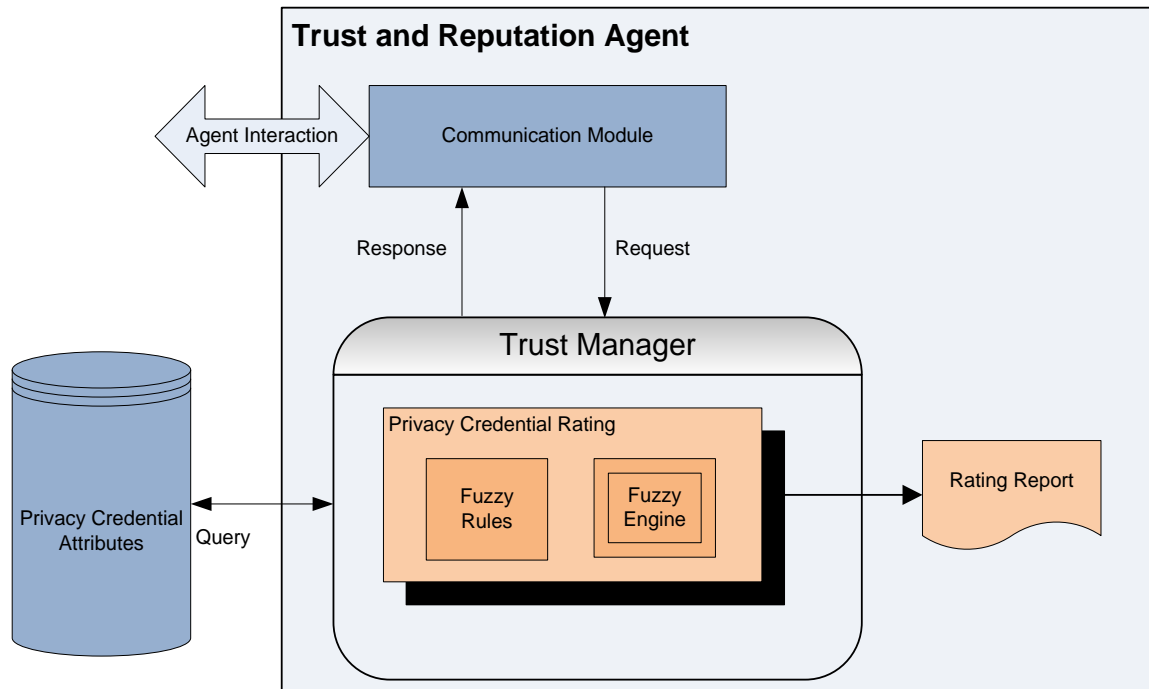 Trust and Reputation Agent
Agent Interaction
Communication Module
Response
Request
Trust Manager
Privacy Credential Rating
Fuzzy
Rules
Fuzzy
Engine
Rating Report
Privacy Credential
Attributes
Query